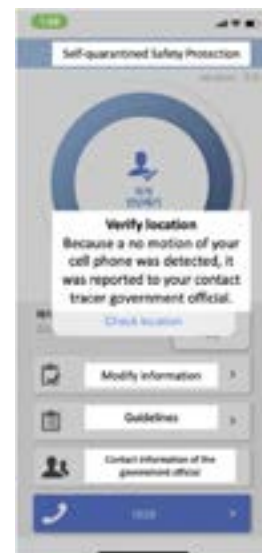 Self-quarantined Safety Protection
Verify location
Because a no motion of your
cell phone was detected, it
was reported to your contact
tracer government official.
Check location
Modify information
Guidelines
Contact information of the
government official